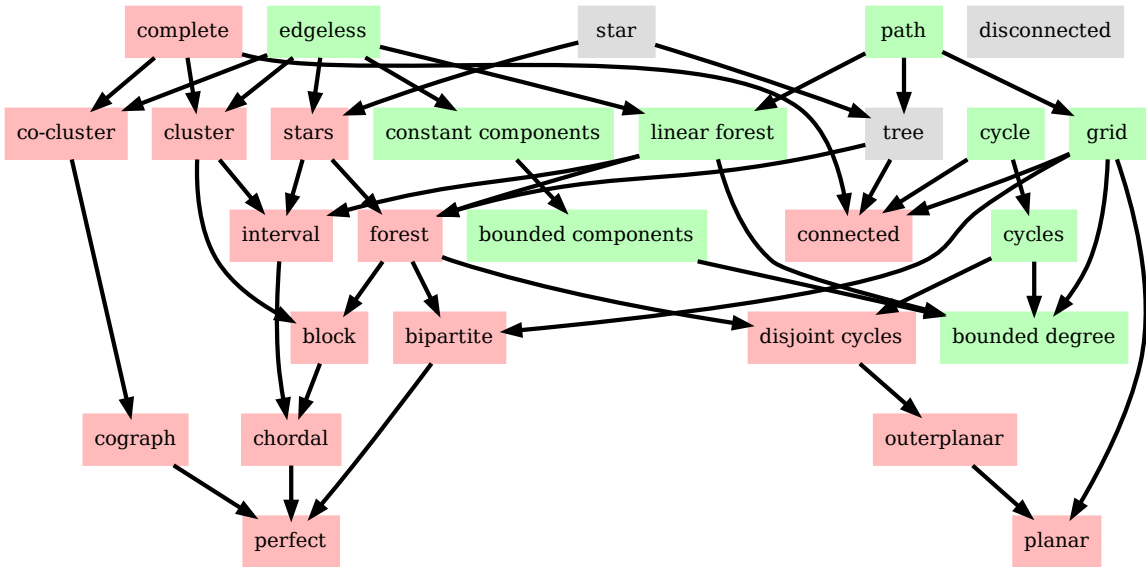 complete
edgeless
star
path
disconnected
co-cluster
cluster
stars
constant components
linear forest
tree
cycle
grid
interval
forest
bounded components
connected
cycles
block
bipartite
disjoint cycles
bounded degree
cograph
chordal
outerplanar
perfect
planar